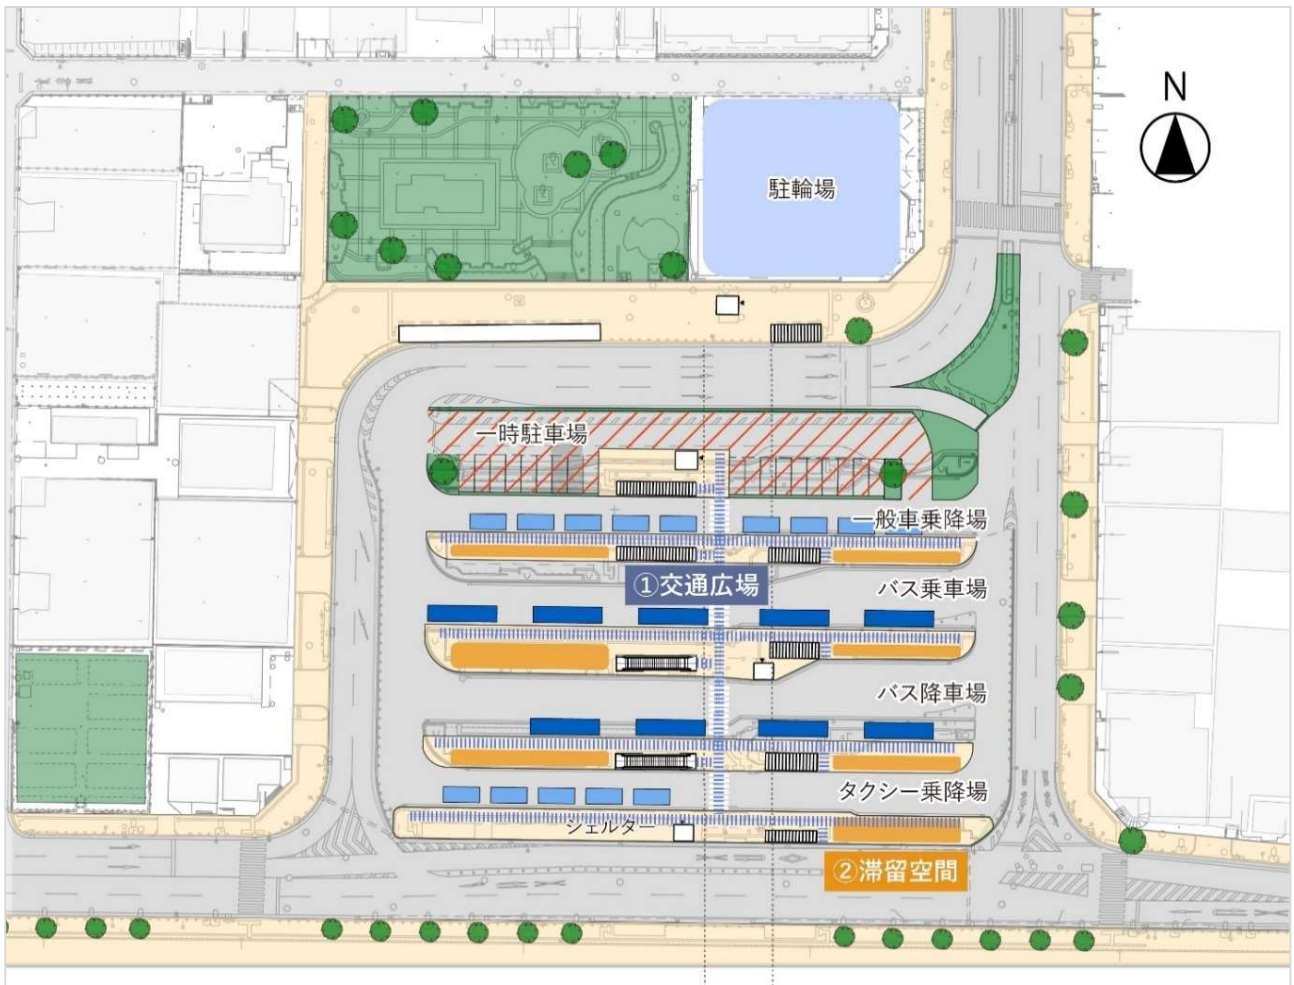 N
駐輪場
一時駐車場
一般車乗降場
①交通広場
バス乗車場
バス降車場
タクシー乗降場
シェルター
②滞留空間